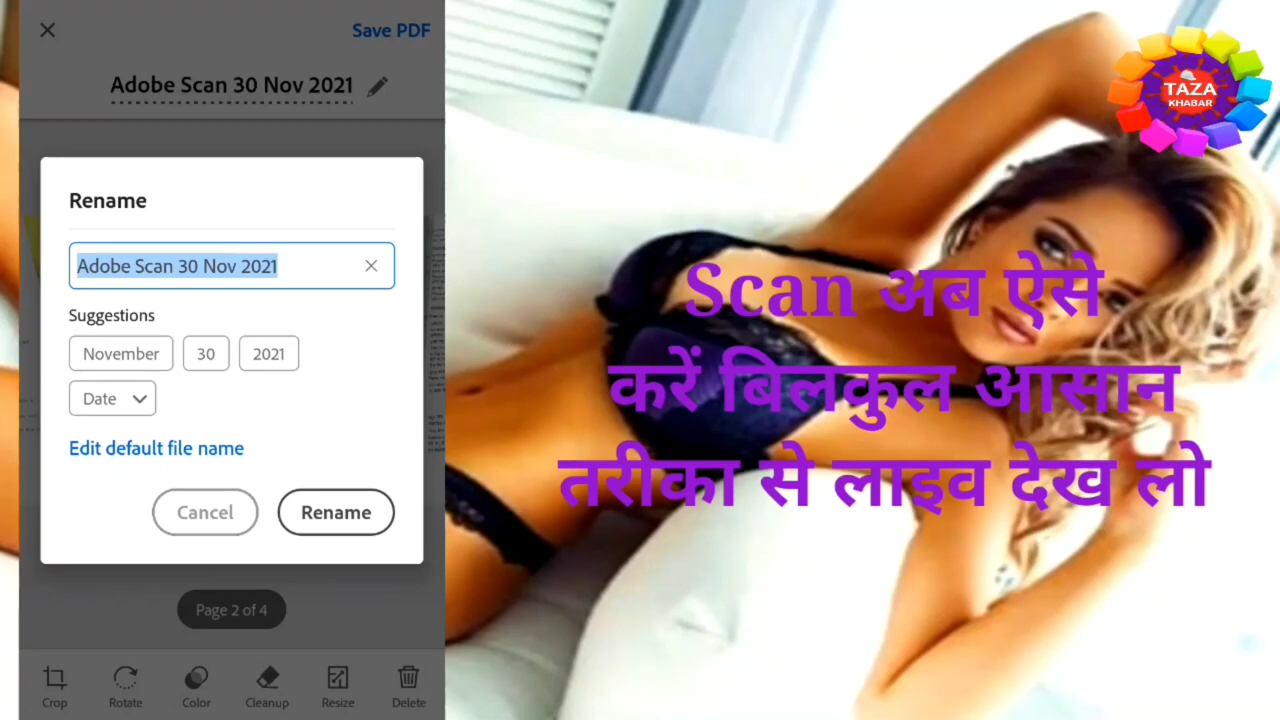 Save PDF
Adobe Scan 30 Nov 2021
Rename
Adobe Scan 30 Nov 2021
Suggestions
November 30 2021
Date
Edit default file name
Cancel Rename
Page 2 of 4
Crop Rotate Color Cleanup Resize Delete
TAZA
KHABAR
Scan अब ऐसे
करें बिलकुल आसान
तरीका से लाइव देख लो